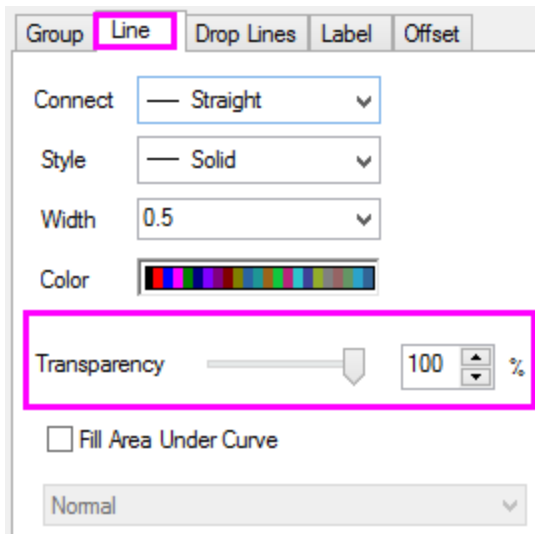 Group Line Drop Lines Label Offset
Connect Straight
Style Solid
Width 0.5
Color
Transparency 100 %
Fill Area Under Curve
Normal